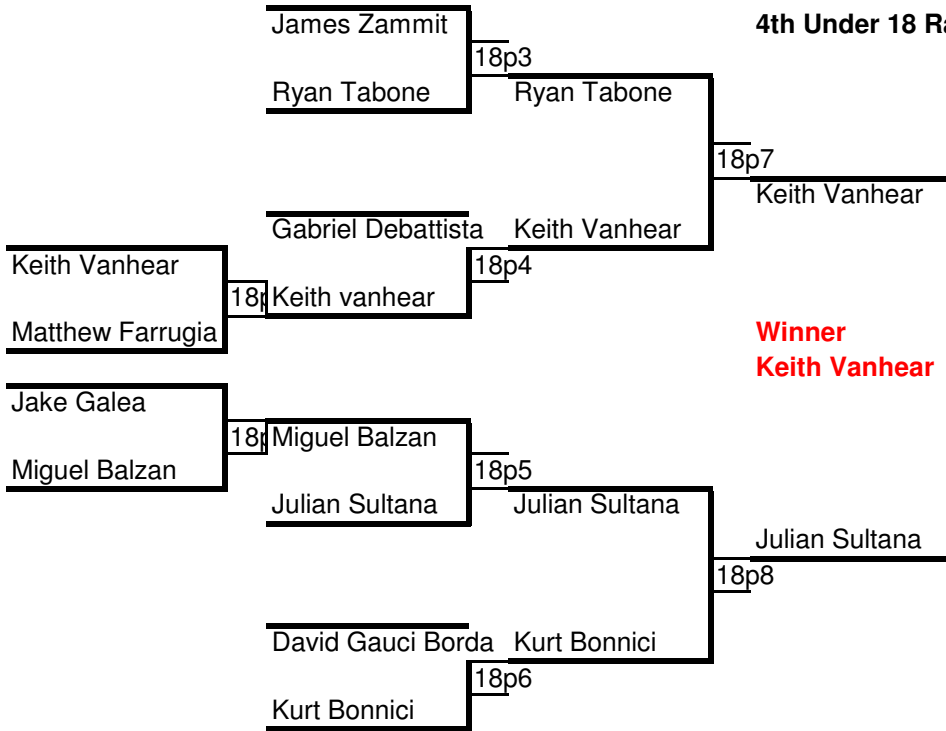 James Zammit
4th Under 18
18p3
Ryan Tabone
Ryan Tabone
18p7
Keith Vanhear
Gabriel Debattista
Keith Vanhear
Keith Vanhear
18p4
Keith vanhear
Matthew Farrugia
Winner
Keith Vanhear
Jake Galea
Miguel Balzan
Miguel Balzan
18p5
Julian Sultana
Julian Sultana
Julian Sultana
18p8
David Gauci Borda
Kurt Bonnici
18p6
Kurt Bonnici